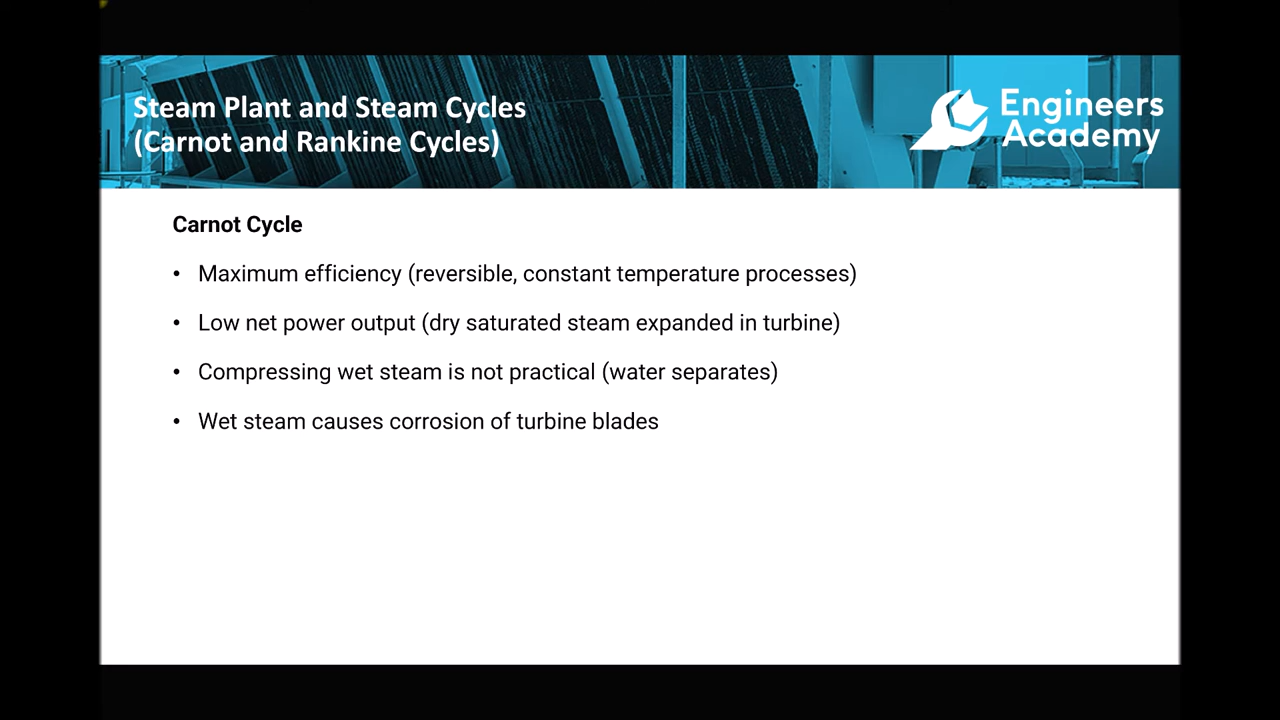 Steam Plant and Steam Cycles
(Carnot and Rankine Cycles)
Engineers
Academy
Carnot Cycle
• Maximum efficiency (reversible, constant temperature processes)
• Low net power output (dry saturated steam expanded in turbine)
• Compressing wet steam is not practical (water separates)
• Wet steam causes corrosion of turbine blades